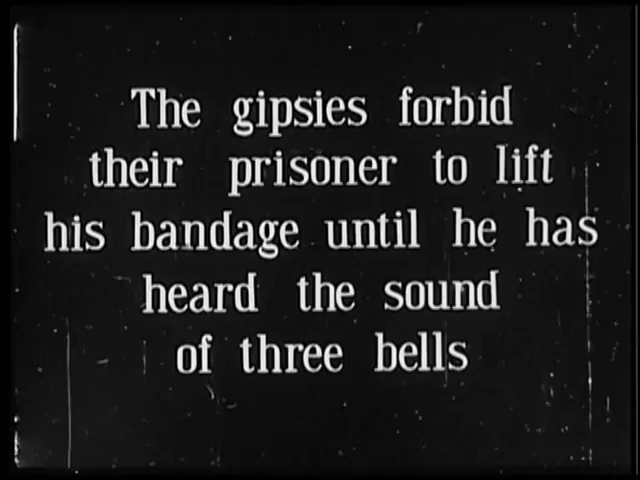 The gipsies forbid
their prisoner to lift
his bandage until he has
heard the sound
of three bells